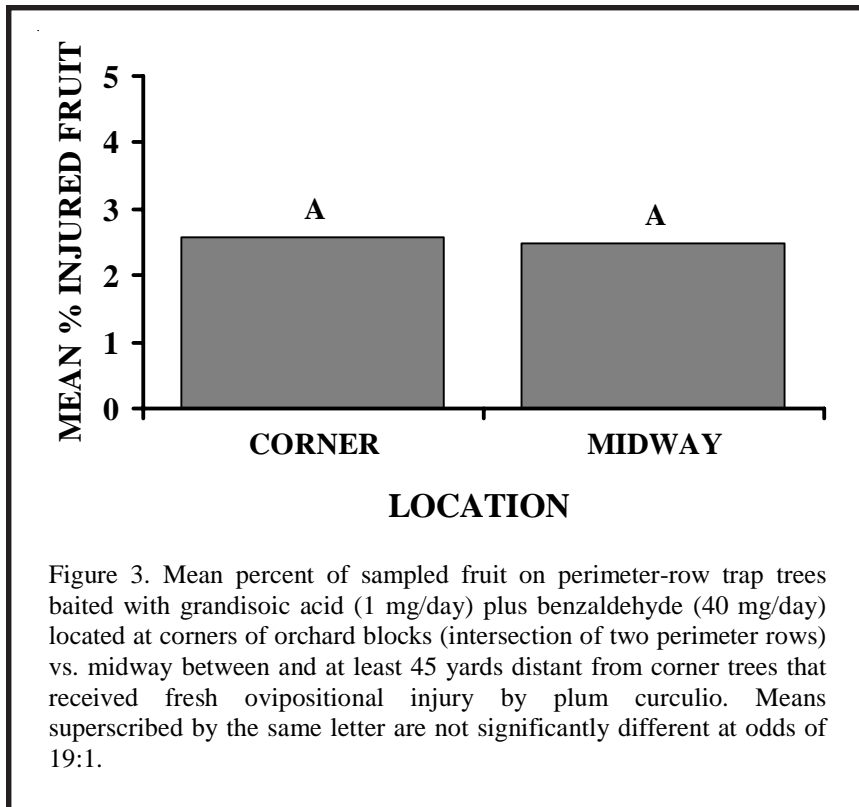 MEAN % INJURED FRUIT
5
4
3
2
1
0
A
A
CORNER
MIDWAY
LOCATION
Figure 3. Mean percent of sampled fruit on perimeter-row trap trees
baited with grandisoic acid (1 mg/day) plus benzaldehyde (40 mg/day)
located at corners of orchard blocks (intersection of two perimeter rows)
vs. midway between and at least 45 yards distant from corner trees that
received fresh ovipositional injury by plum curculio. Means
superscribed by the same letter are not significantly different at odds of
19:1.